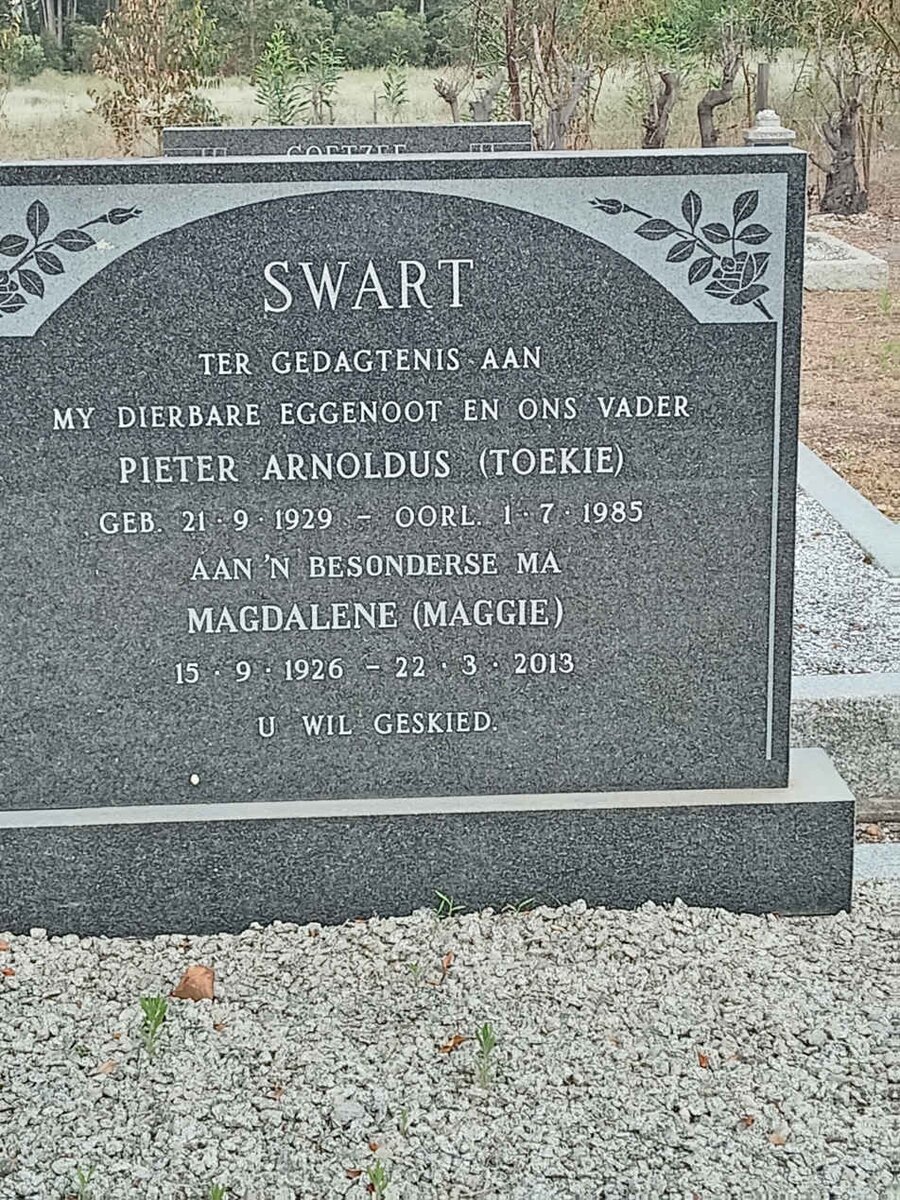 COETZEE
SWART
TER GEDAGTENIS AAN
MY DIERBARE EGGENOOT EN ONS VADER
PIETER ARNOLDUS (TOEKIE)
GEB. 21·9·1929 – OORL. 1·7·1985
AAN 'N BESONDERSE MA
MAGDALENE (MAGGIE)
15·9·1926 – 22·3·2013
U WIL GESKIED.